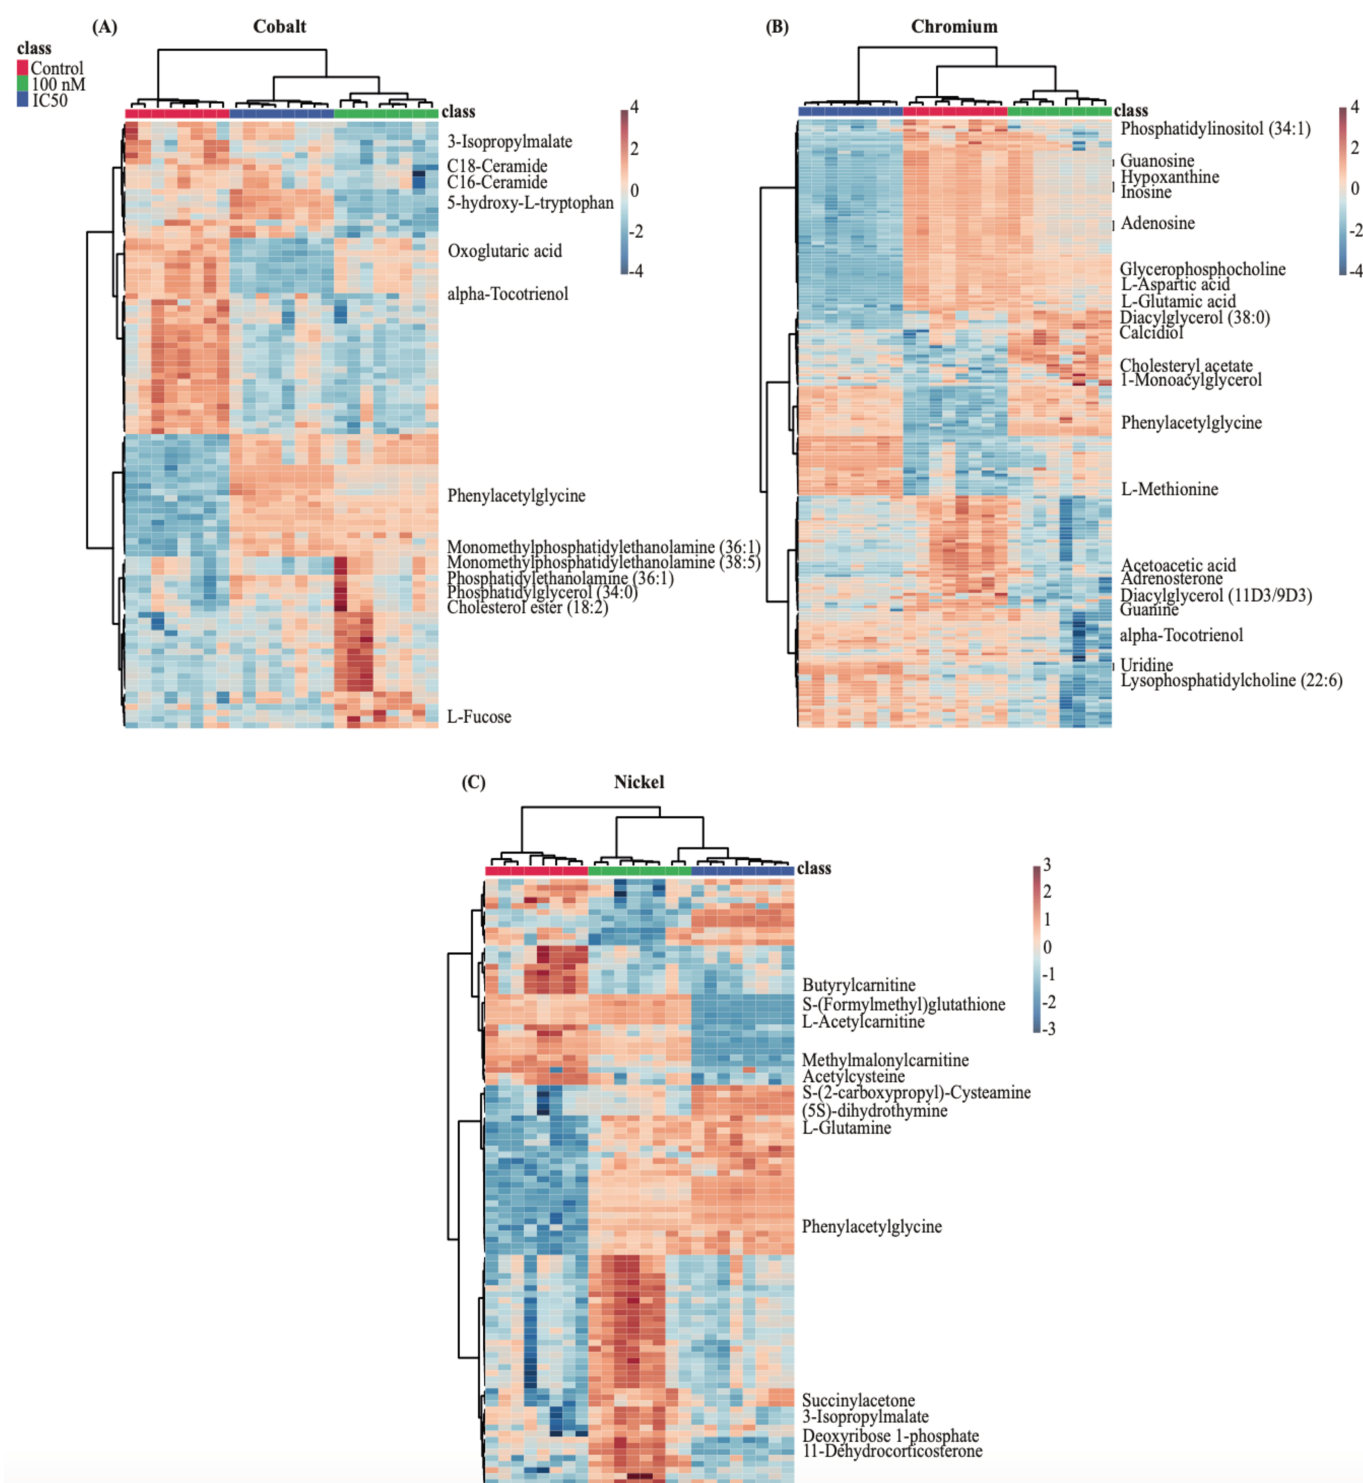 (A) Cobalt
class
Control
100 nM
IC50
class
4
2
0
-2
-4
3-Isopropylmalate
C18-Ceramide
C16-Ceramide
5-hydroxy-L-tryptophan
Oxoglutaric acid
alpha-Tocotrienol
Phenylacetylglycine
Monomethylphosphatidylethanolamine (36:1)
Monomethylphosphatidylethanolamine (38:5)
Phosphatidylethanolamine (36:1)
Phosphatidylglycerol (34:0)
Cholesterol ester (18:2)
L-Fucose
(B) Chromium
class
4
2
0
-2
-4
Phosphatidylinositol (34:1)
Guanosine
Hypoxanthine
Inosine
Adenosine
Glycerophosphocholine
L-Aspartic acid
L-Glutamic acid
Diacylglycerol (38:0)
Calcidiol
Cholesteryl acetate
1-Monoacylglycerol
Phenylacetylglycine
L-Methionine
Acetoacetic acid
Adrenosterone
Diacylglycerol (11D3/9D3)
Guanine
alpha-Tocotrienol
Uridine
Lysophosphatidylcholine (22:6)
(C) Nickel
class
3
2
1
0
-1
-2
-3
Butyrylcarnitine
S-(Formylmethyl)glutathione
L-Acetylcarnitine
Methylmalonylcarnitine
Acetylcysteine
S-(2-carboxypropyl)-Cysteamine
(5S)-dihydrothymine
L-Glutamine
Phenylacetylglycine
Succinylacetone
3-Isopropylmalate
Deoxyribose 1-phosphate
11-Dehydrocorticosterone